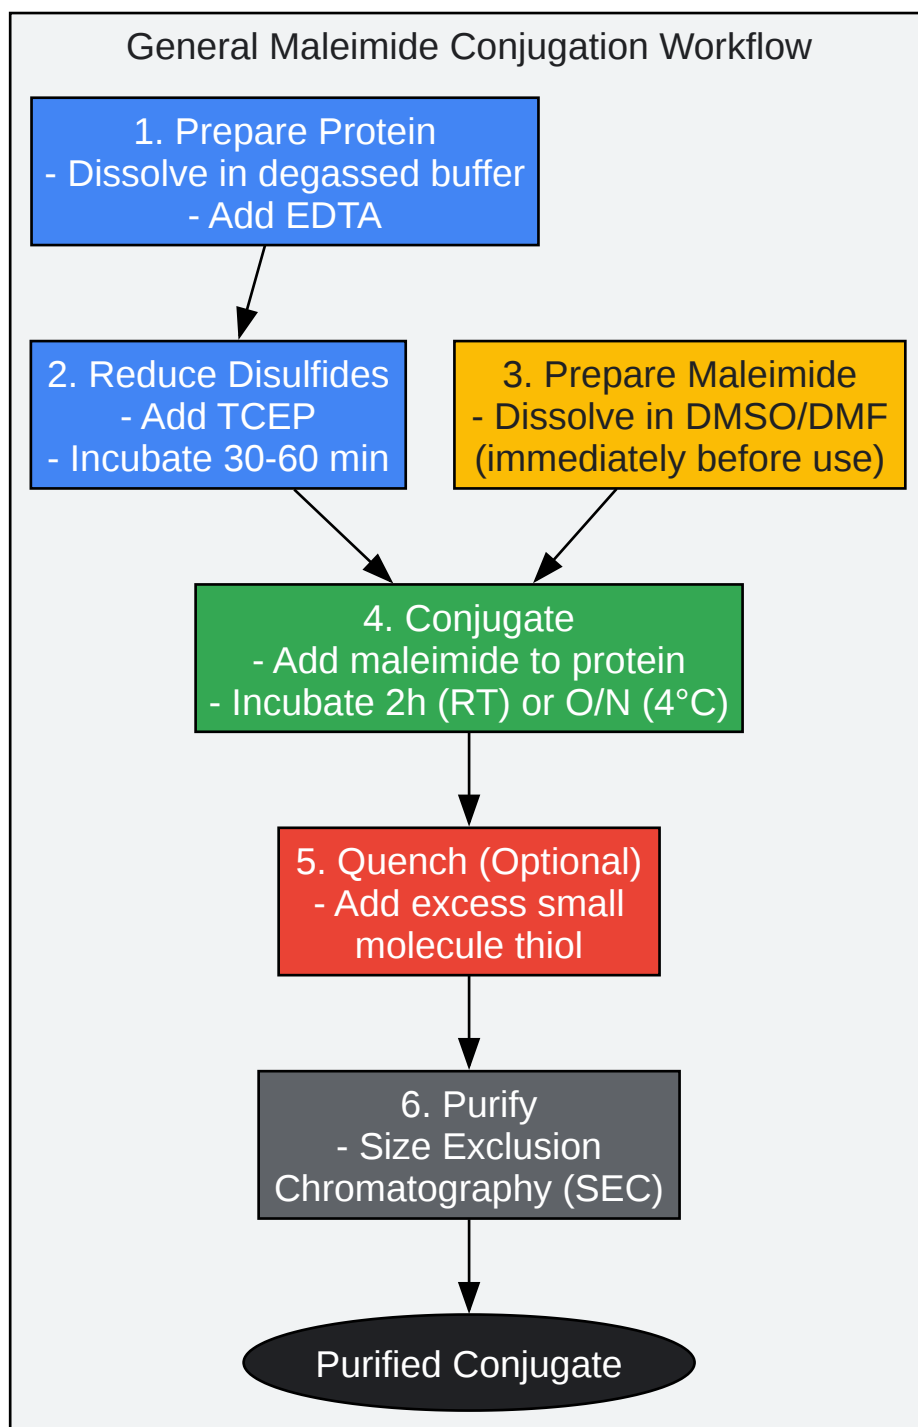 General Maleimide Conjugation Workflow
1. Prepare Protein
- Dissolve in degassed buffer
- Add EDTA
2. Reduce Disulfides
- Add TCEP
- Incubate 30-60 min
3. Prepare Maleimide
- Dissolve in DMSO/DMF
(immediately before use)
4. Conjugate
- Add maleimide to protein
- Incubate 2h (RT) or O/N (4°C)
5. Quench (Optional)
- Add excess small
molecule thiol
6. Purify
- Size Exclusion
Chromatography (SEC)
Purified Conjugate